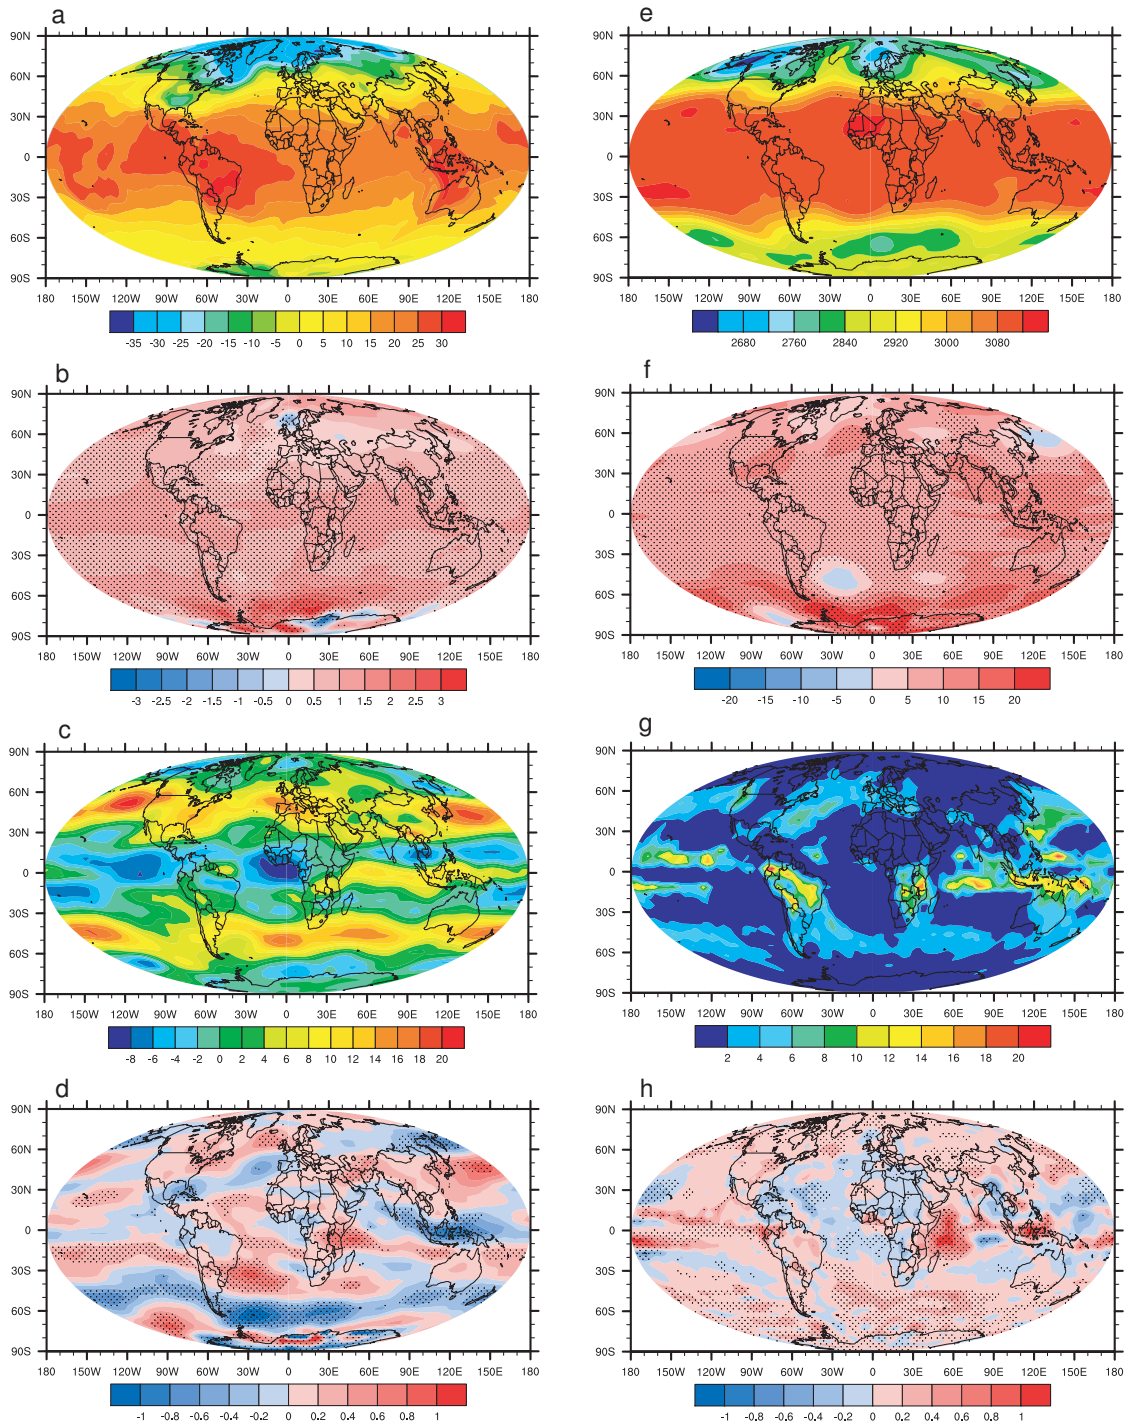 a
90N
60N
30N
0
30S
60S
90S
180 150W 120W 90W 60W 30W 0 30E 60E 90E 120E 150E 180
-35 -30 -25 -20 -15 -10 -5 0 5 10 15 20 25 30
e
90N
60N
30N
0
30S
60S
90S
180 150W 120W 90W 60W 30W 0 30E 60E 90E 120E 150E 180
2680 2760 2840 2920 3000 3080
b
90N
60N
30N
0
30S
60S
90S
180 150W 120W 90W 60W 30W 0 30E 60E 90E 120E 150E 180
-3 -2.5 -2 -1.5 -1 -0.5 0 0.5 1 1.5 2 2.5 3
f
90N
60N
30N
0
30S
60S
90S
180 150W 120W 90W 60W 30W 0 30E 60E 90E 120E 150E 180
-20 -15 -10 -5 0 5 10 15 20
c
90N
60N
30N
0
30S
60S
90S
180 150W 120W 90W 60W 30W 0 30E 60E 90E 120E 150E 180
-8 -6 -4 -2 0 2 4 6 8 10 12 14 16 18 20
g
90N
60N
30N
0
30S
60S
90S
180 150W 120W 90W 60W 30W 0 30E 60E 90E 120E 150E 180
2 4 6 8 10 12 14 16 18 20
d
90N
60N
30N
0
30S
60S
90S
180 150W 120W 90W 60W 30W 0 30E 60E 90E 120E 150E 180
-1 -0.8 -0.6 -0.4 -0.2 0 0.2 0.4 0.6 0.8 1
h
90N
60N
30N
0
30S
60S
90S
180 150W 120W 90W 60W 30W 0 30E 60E 90E 120E 150E 180
-1 -0.8 -0.6 -0.4 -0.2 0 0.2 0.4 0.6 0.8 1